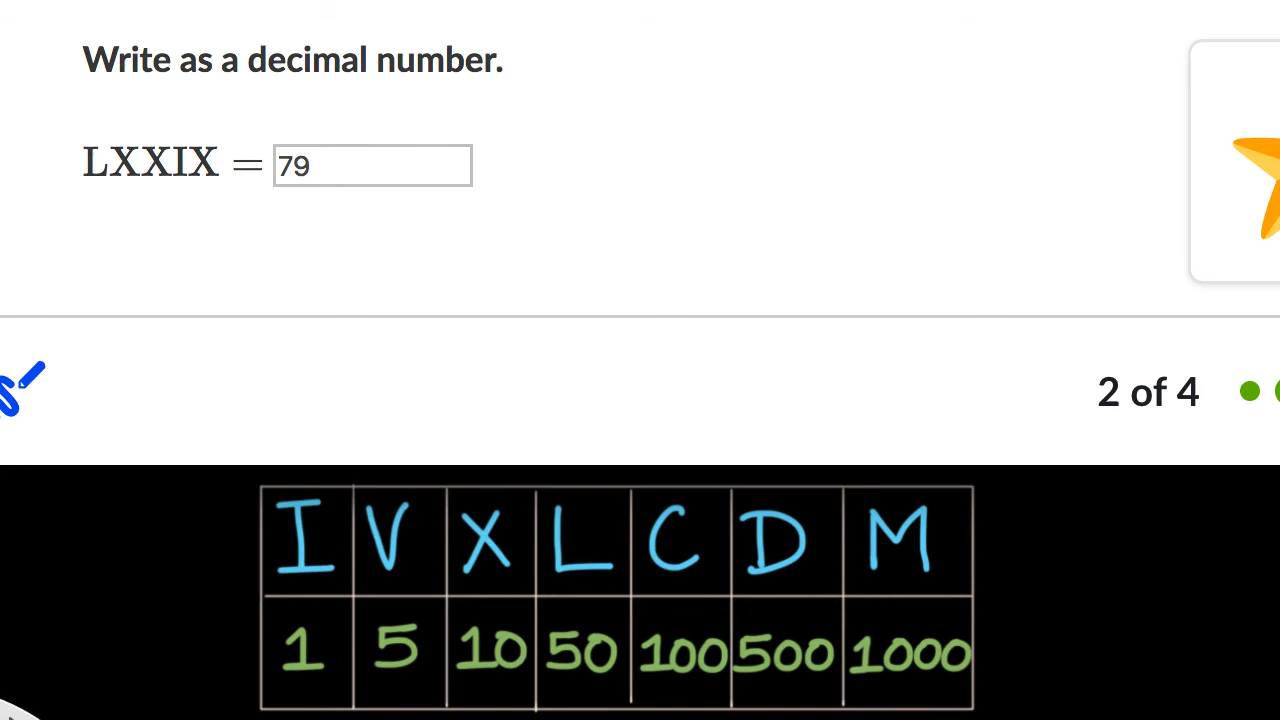 Write as a decimal number.
LXXIX = 79
2 of 4
I V X L C D M
1 5 10 50 100 500 1000